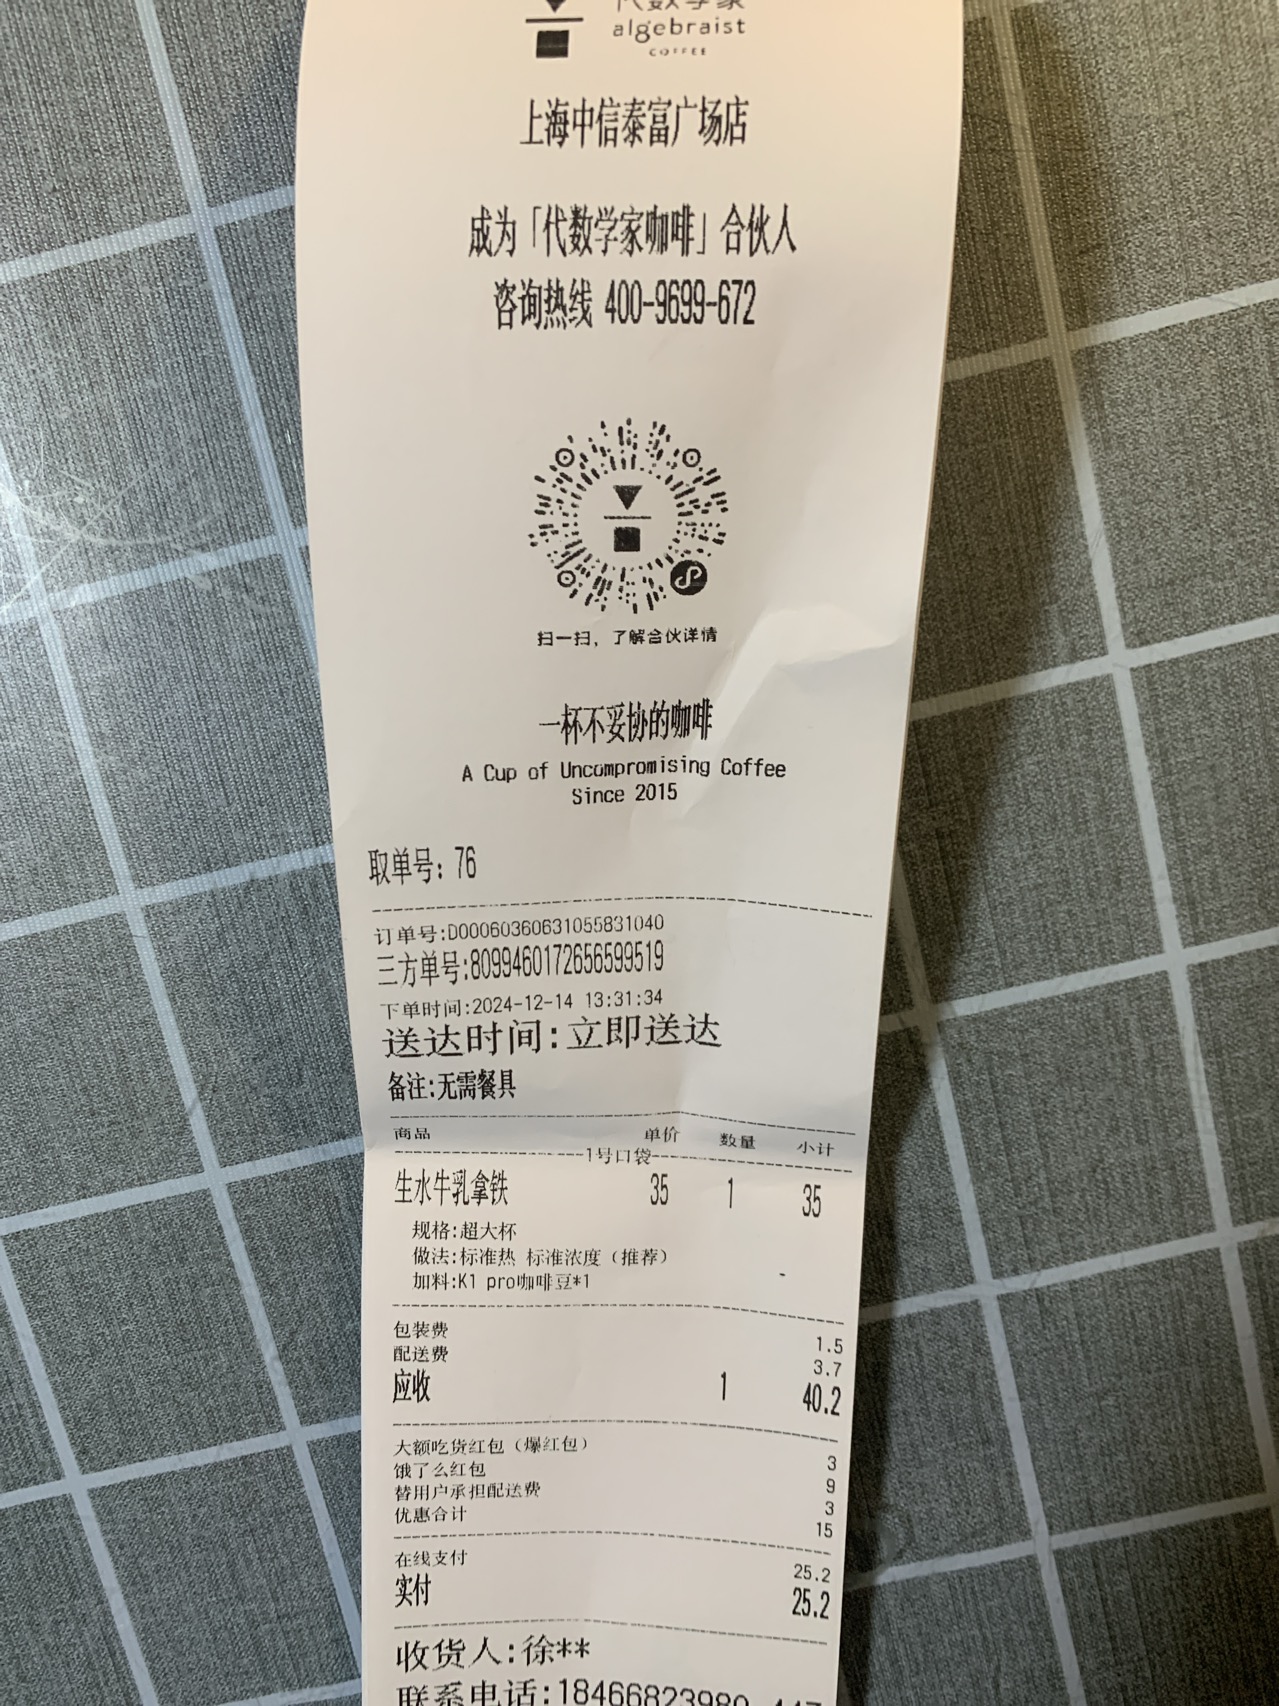 代数学家
algebraist
COFFEE
上海中信泰富广场店
成为「代数学家咖啡」合伙人
咨询热线 400-9699-672
扫一扫，了解合伙详情
一杯不妥协的咖啡
A Cup of Uncompromising Coffee
Since 2015
取单号: 76
订单号:D00060360631055831040
三方单号:8099460172656599519
下单时间:2024-12-14 13:31:34
送达时间:立即送达
备注:无需餐具
商品 单价 数量 小计
1号口袋
生水牛乳拿铁 35 1 35
规格:超大杯
做法:标准热 标准浓度（推荐）
加料:K1 pro咖啡豆*1
包装费 1.5
配送费 3.7
应收 1 40.2
大额吃货红包（爆红包） 3
饿了么红包 9
替用户承担配送费 3
优惠合计 15
在线支付 25.2
实付 25.2
收货人:徐**
联系电话:18466823980